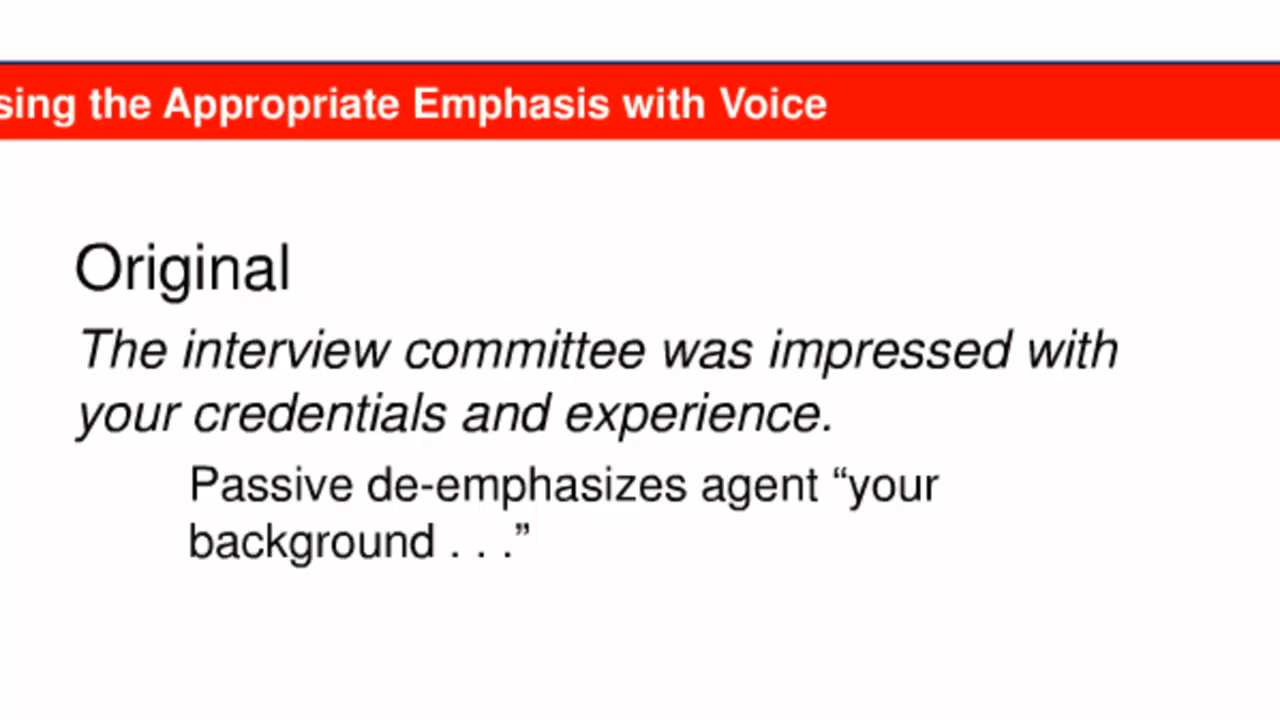 sing the Appropriate Emphasis with Voice
Original
The interview committee was impressed with
your credentials and experience.
Passive de-emphasizes agent “your
background . . .”